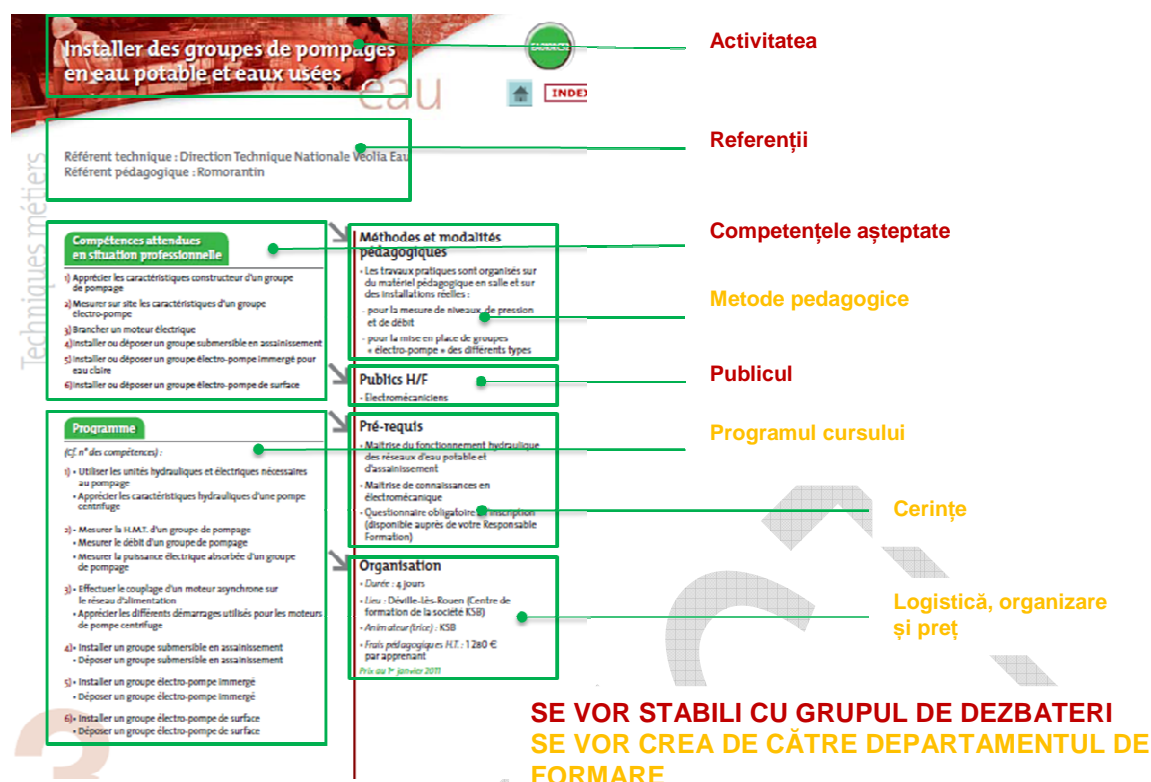 Installer des groupes de pompages
en eau potable et eaux usées
eau
INDEX
Activitatea
Techniques métiers
Référent technique : Direction Technique Nationale Veolia Eau
Référent pédagogique : Romorantin
Referenții
Compétences attendues
en situation professionnelle
1) Apprécier les caractéristiques constructeur d'un groupe
de pompage
2) Mesurer sur site les caractéristiques d'un groupe
électro-pompe
3) Brancher un moteur électrique
4) Installer ou déposer un groupe submersible en assainissement
5) Installer ou déposer un groupe électro-pompe immergé pour
eau claire
6) Installer ou déposer un groupe électro-pompe de surface
Programme
(Cf. n° des compétences) :
1) • Utiliser les unités hydrauliques et électriques nécessaires
au pompage
• Apprécier les caractéristiques hydrauliques d'une pompe
centrifuge
2) • Mesurer la H.M.T. d'un groupe de pompage
• Mesurer le débit d'un groupe de pompage
• Mesurer la puissance électrique absorbée d'un groupe
de pompage
3) • Effectuer le couplage d'un moteur asynchrone sur
le réseau d'alimentation
• Apprécier les différents démarrages utilisés pour les moteurs
de pompe centrifuge
4) • Installer un groupe submersible en assainissement
• Déposer un groupe submersible en assainissement
5) • Installer un groupe électro-pompe immergé
• Déposer un groupe électro-pompe immergé
6) • Installer un groupe électro-pompe de surface
• Déposer un groupe électro-pompe de surface
3
Méthodes et modalités
pédagogiques
• Les travaux pratiques sont organisés sur
du matériel pédagogique en salle et sur
des installations réelles :
- pour la mesure de niveaux, de pression
et de débit
- pour la mise en place de groupes
« électro-pompe » des différents types
Publics H/F
• Electromécaniciens
Pré-requis
• Maîtrise du fonctionnement hydraulique
des réseaux d'eau potable et
d'assainissement
• Maîtrise de connaissances en
électromécanique
• Questionnaire obligatoire à l'inscription
(disponible auprès de votre Responsable
Formation)
Organisation
• Durée : 4 jours
• Lieu : Déville-Lès-Rouen (Centre de
formation de la société KSB)
• Animateur(trice) : KSB
• Frais pédagogiques H.T. : 1 280 €
par apprenant
Prix au 1er janvier 2011
Competențele așteptate
Metode pedagogice
Publicul
Programul cursului
Cerințe
Logistică, organizare
și preț
SE VOR STABILI CU GRUPUL DE DEZBATERI
SE VOR CREA DE CĂTRE DEPARTAMENTUL DE
FORMARE